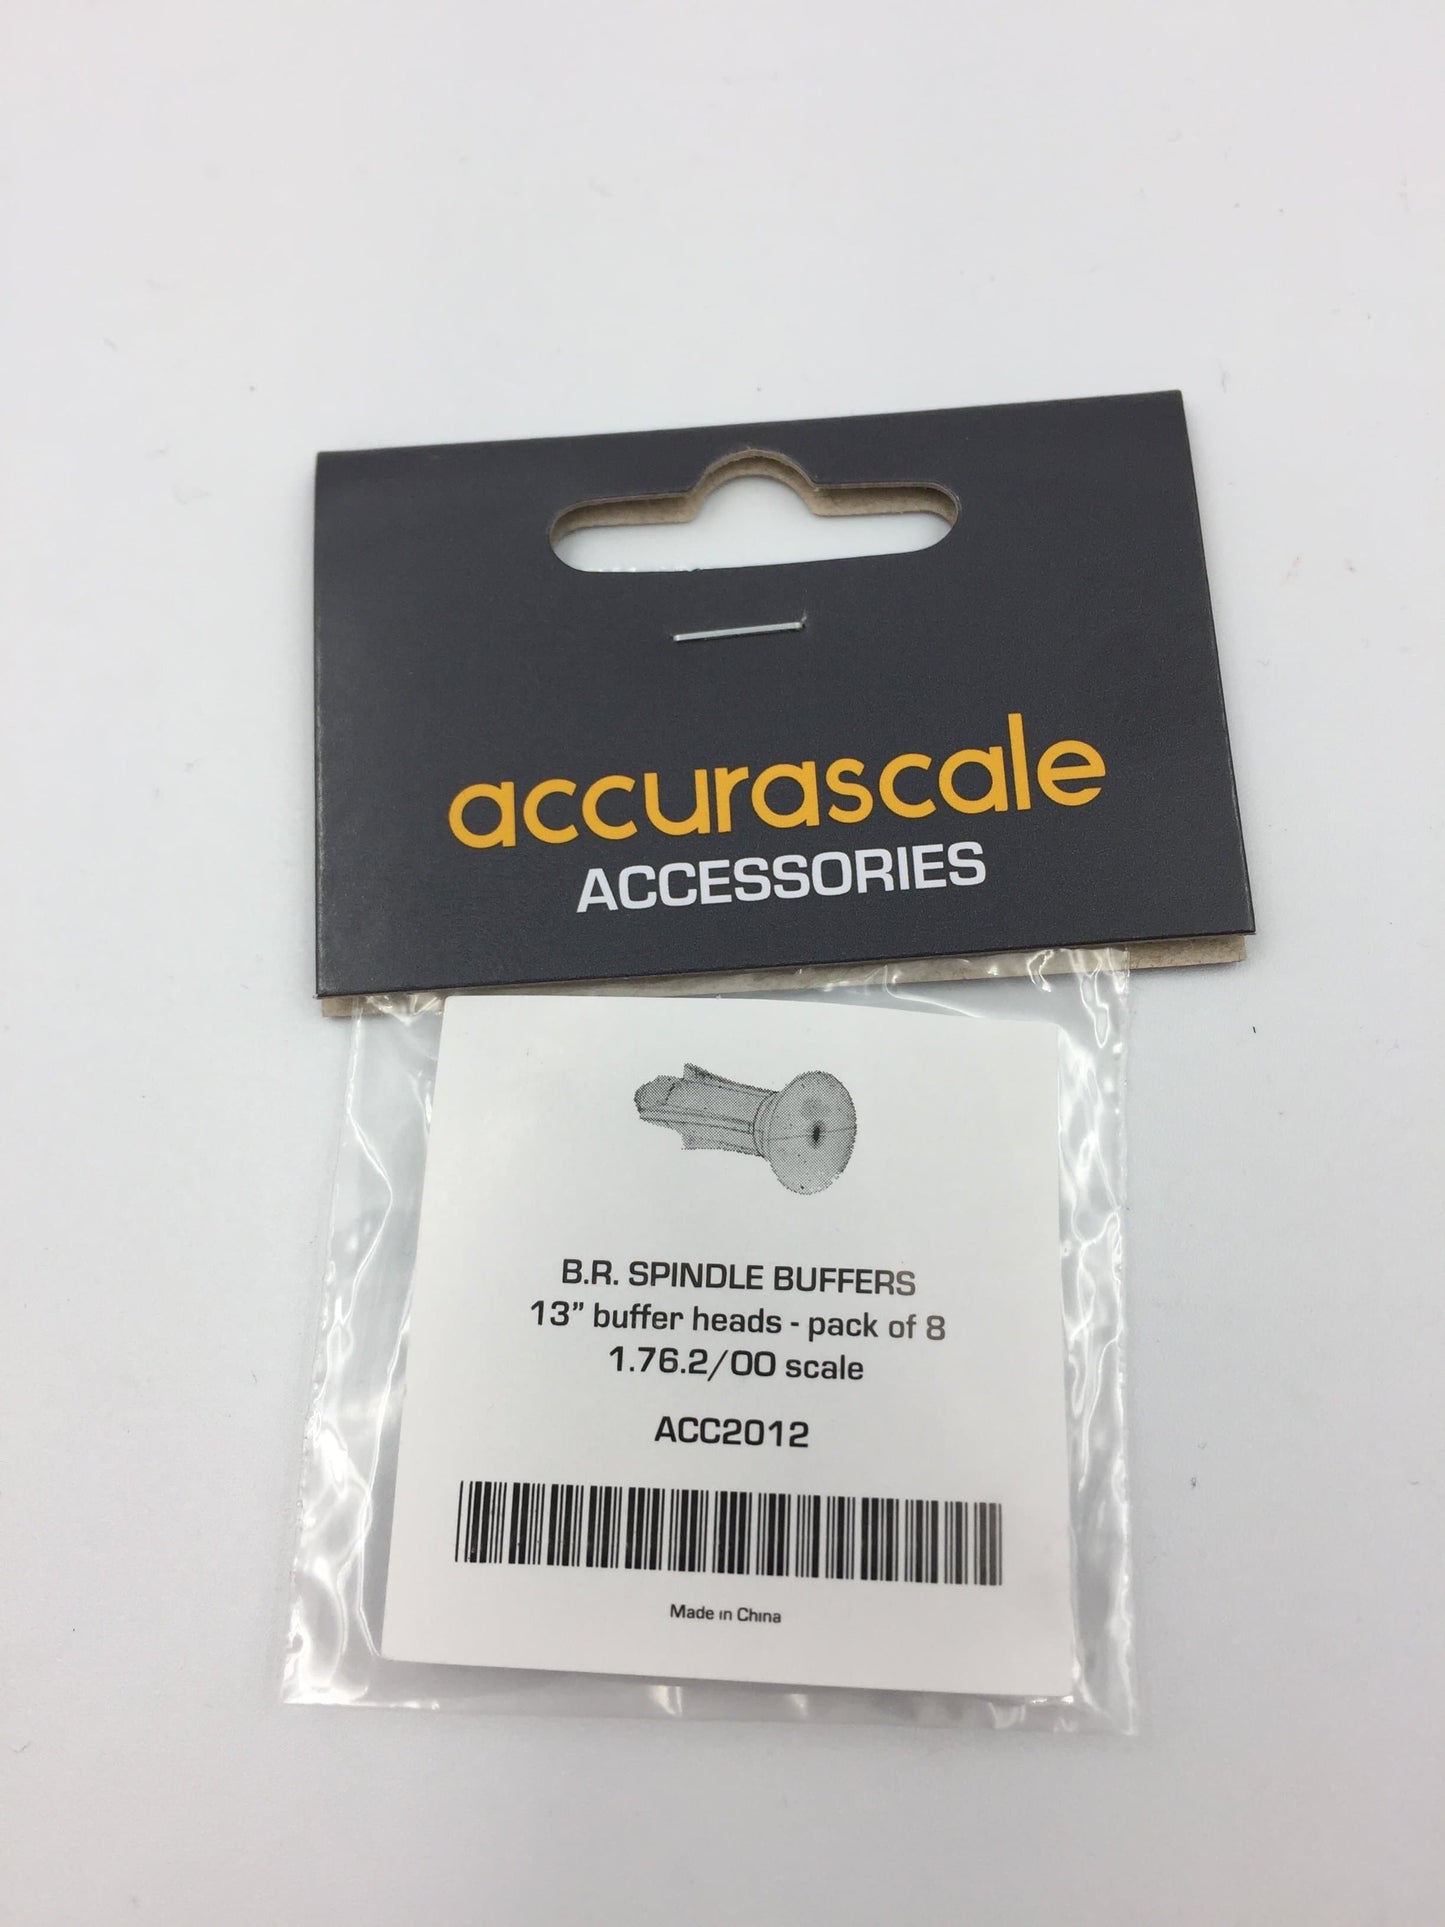 accurascale
ACCESSORIES
B.R. SPINDLE BUFFERS
13” buffer heads - pack of 8
1.76.2/OO scale
ACC2012
Made in China